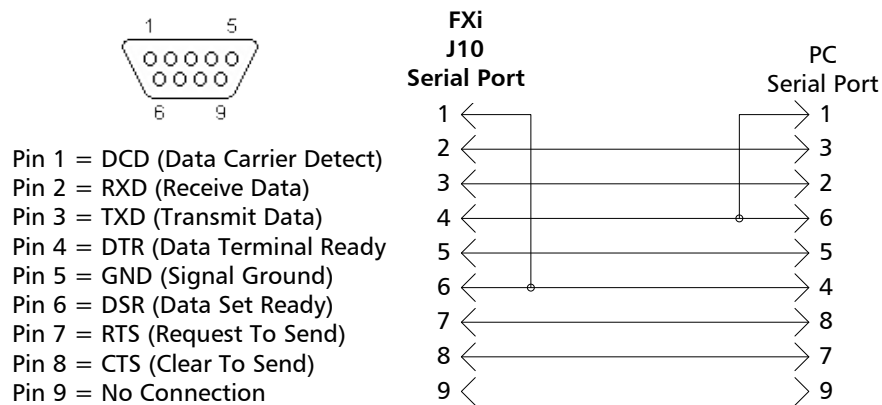 1 5
6 9
Pin 1 = DCD (Data Carrier Detect)
Pin 2 = RXD (Receive Data)
Pin 3 = TXD (Transmit Data)
Pin 4 = DTR (Data Terminal Ready
Pin 5 = GND (Signal Ground)
Pin 6 = DSR (Data Set Ready)
Pin 7 = RTS (Request To Send)
Pin 8 = CTS (Clear To Send)
Pin 9 = No Connection
FXi
J10
Serial Port
PC
Serial Port
1 1
2 3
3 2
4 6
5 5
6 4
7 8
8 7
9 9